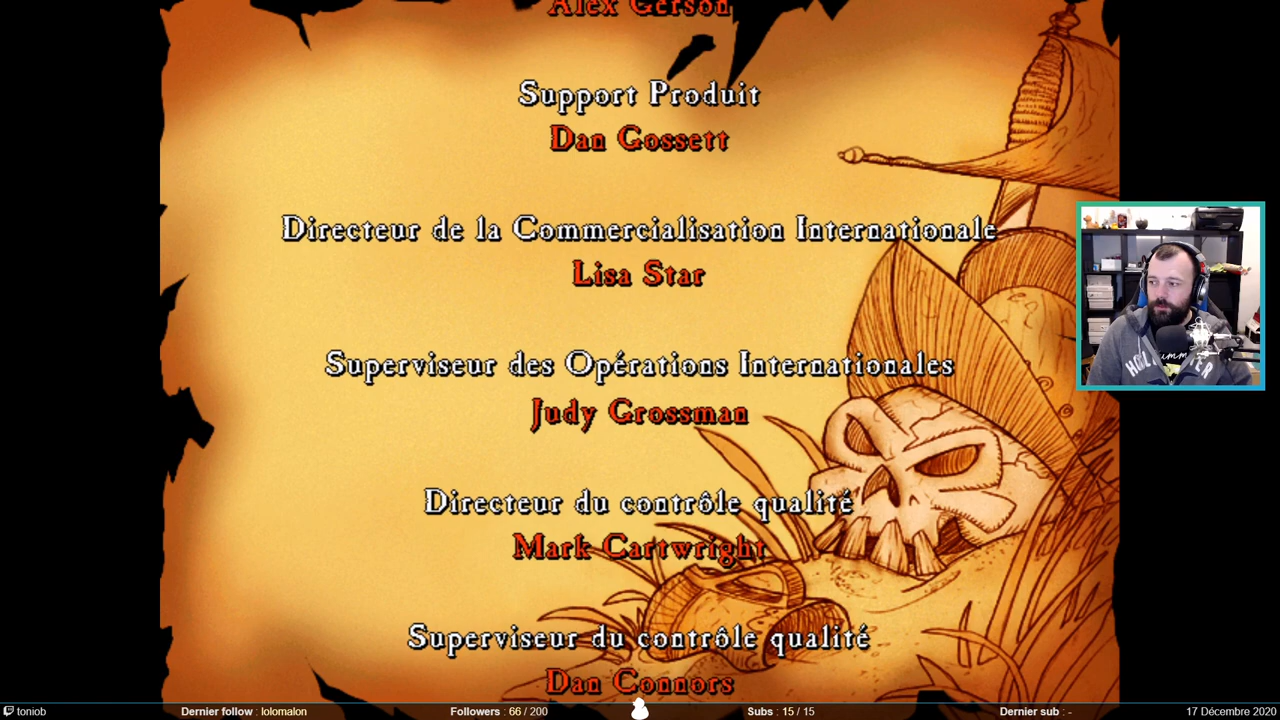 Alex Gerson
Support Produit
Dan Gossett
Directeur de la Commercialisation Internationale
Lisa Star
Superviseur des Opérations Internationales
Judy Grossman
Directeur du contrôle qualité
Mark Cartwright
Superviseur du contrôle qualité
Dan Connors
toniob
Dernier follow : lolomalon
Followers : 66 / 200
Subs : 15 / 15
Dernier sub : -
17 Décembre 2020